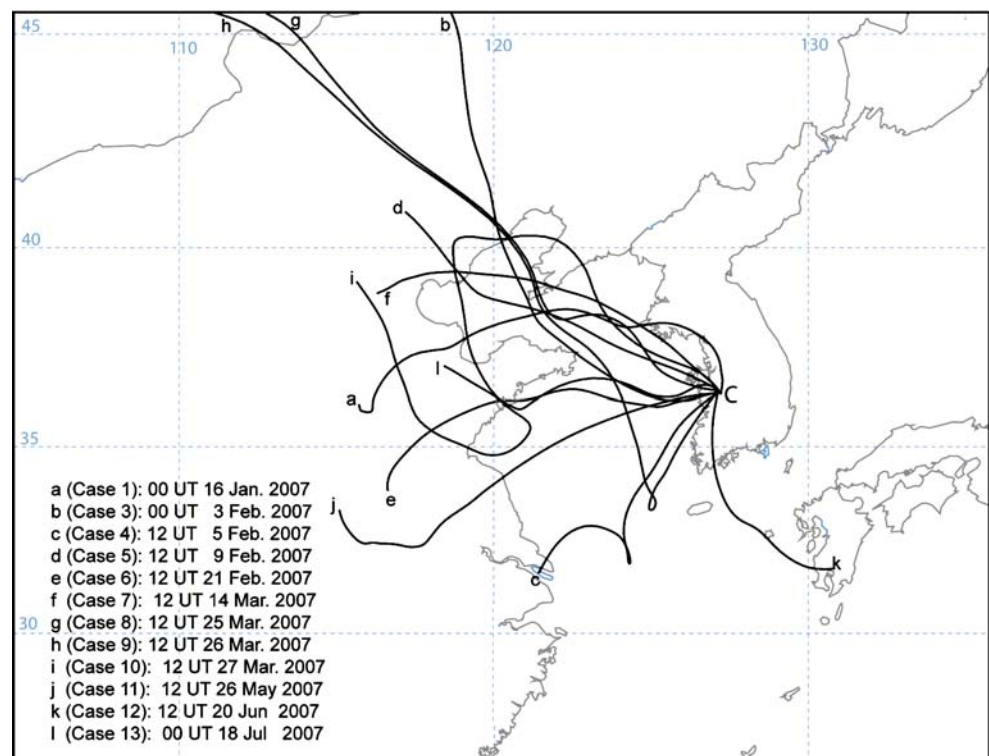 45
h
g
b
110
120
130
d
40
i
f
a
l
C
35
e
j
c
k
30
a (Case 1): 00 UT 16 Jan. 2007
b (Case 3): 00 UT 3 Feb. 2007
c (Case 4): 12 UT 5 Feb. 2007
d (Case 5): 12 UT 9 Feb. 2007
e (Case 6): 12 UT 21 Feb. 2007
f (Case 7): 12 UT 14 Mar. 2007
g (Case 8): 12 UT 25 Mar. 2007
h (Case 9): 12 UT 26 Mar. 2007
i (Case 10): 12 UT 27 Mar. 2007
j (Case 11): 12 UT 26 May 2007
k (Case 12): 12 UT 20 Jun 2007
l (Case 13): 00 UT 18 Jul 2007